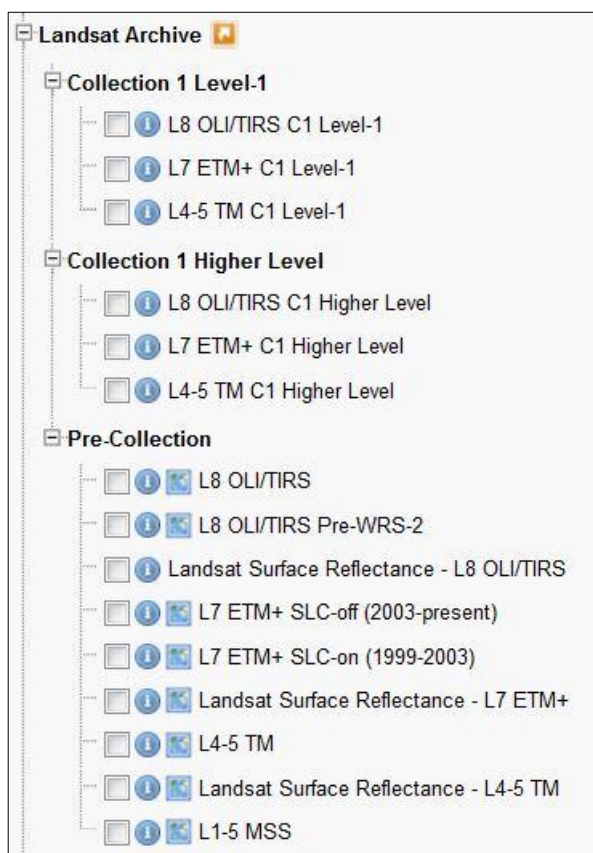 Landsat Archive
Collection 1 Level-1
L8 OLI/TIRS C1 Level-1
L7 ETM+ C1 Level-1
L4-5 TM C1 Level-1
Collection 1 Higher Level
L8 OLI/TIRS C1 Higher Level
L7 ETM+ C1 Higher Level
L4-5 TM C1 Higher Level
Pre-Collection
L8 OLI/TIRS
L8 OLI/TIRS Pre-WRS-2
Landsat Surface Reflectance - L8 OLI/TIRS
L7 ETM+ SLC-off (2003-present)
L7 ETM+ SLC-on (1999-2003)
Landsat Surface Reflectance - L7 ETM+
L4-5 TM
Landsat Surface Reflectance - L4-5 TM
L1-5 MSS